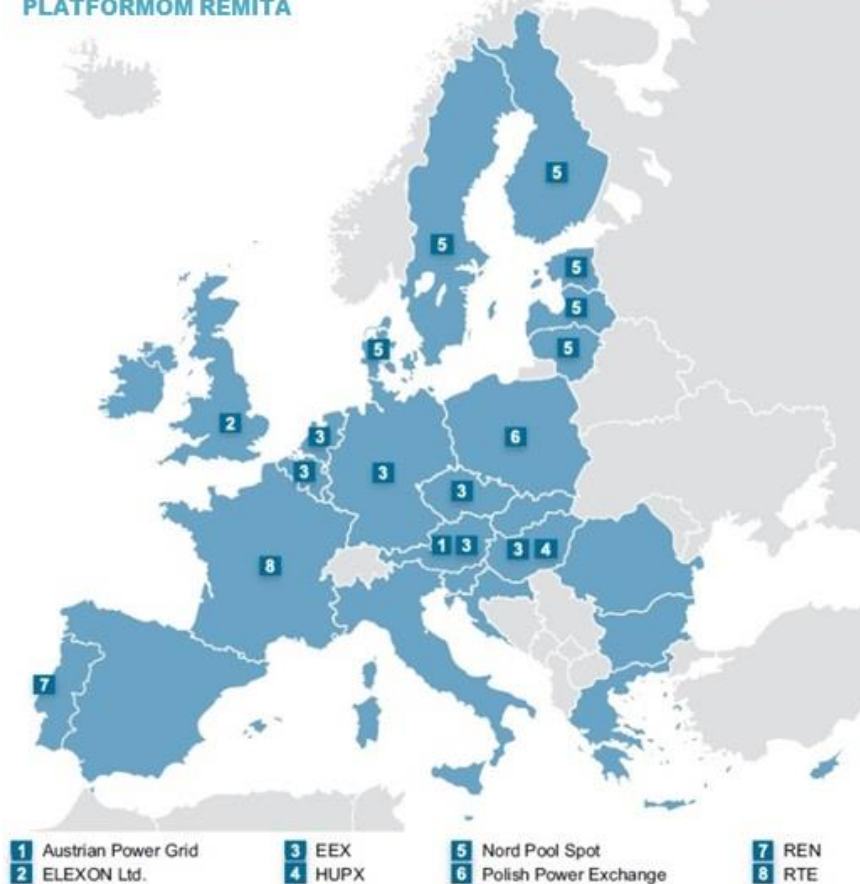 PLATFORMOM REMITA
5
5
5
5
5
5
2
3
6
3
3
3
1 3
3 4
8
7
1 Austrian Power Grid
2 ELEXON Ltd.
3 EEX
4 HUPX
5 Nord Pool Spot
6 Polish Power Exchange
7 REN
8 RTE